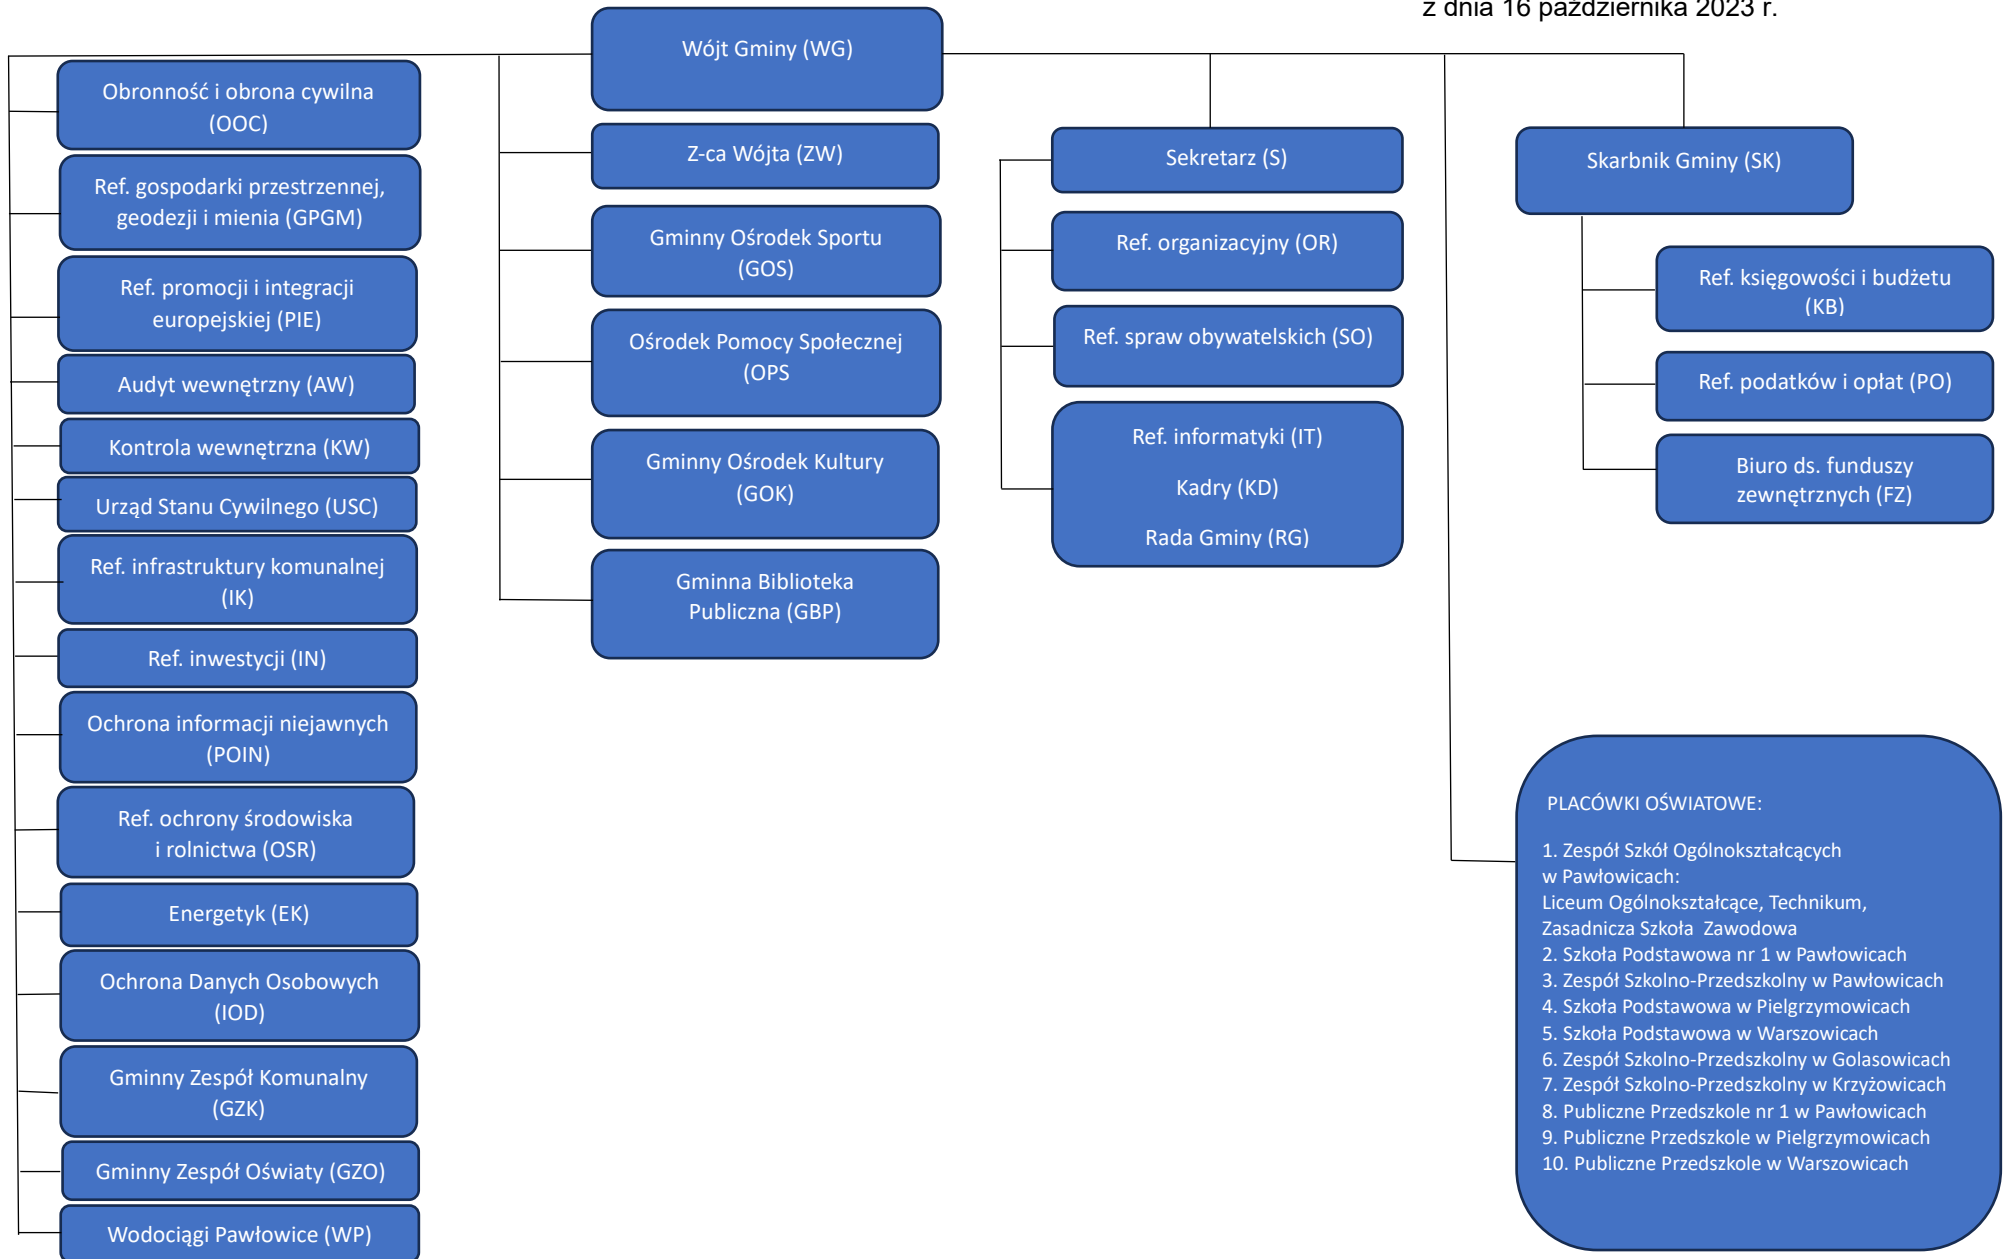 z dnia 16 października 2023 r.
Wójt Gminy (WG)
Obronność i obrona cywilna
(OOC)
Ref. gospodarki przestrzennej,
geodezji i mienia (GPGM)
Ref. promocji i integracji
europejskiej (PIE)
Audyt wewnętrzny (AW)
Kontrola wewnętrzna (KW)
Urząd Stanu Cywilnego (USC)
Ref. infrastruktury komunalnej
(IK)
Ref. inwestycji (IN)
Ochrona informacji niejawnych
(POIN)
Ref. ochrony środowiska
i rolnictwa (OSR)
Energetyk (EK)
Ochrona Danych Osobowych
(IOD)
Gminny Zespół Komunalny
(GZK)
Gminny Zespół Oświaty (GZO)
Wodociągi Pawłowice (WP)
Z-ca Wójta (ZW)
Gminny Ośrodek Sportu
(GOS)
Ośrodek Pomocy Społecznej
(OPS
Gminny Ośrodek Kultury
(GOK)
Gminna Biblioteka
Publiczna (GBP)
Sekretarz (S)
Ref. organizacyjny (OR)
Ref. spraw obywatelskich (SO)
Ref. informatyki (IT)
Kadry (KD)
Rada Gminy (RG)
Skarbnik Gminy (SK)
Ref. księgowości i budżetu
(KB)
Ref. podatków i opłat (PO)
Biuro ds. funduszy
zewnętrznych (FZ)
PLACÓWKI OŚWIATOWE:
1. Zespół Szkół Ogólnokształcących
w Pawłowicach:
Liceum Ogólnokształcące, Technikum,
Zasadnicza Szkoła  Zawodowa
2. Szkoła Podstawowa nr 1 w Pawłowicach
3. Zespół Szkolno-Przedszkolny w Pawłowicach
4. Szkoła Podstawowa w Pielgrzymowicach
5. Szkoła Podstawowa w Warszowicach
6. Zespół Szkolno-Przedszkolny w Golasowicach
7. Zespół Szkolno-Przedszkolny w Krzyżowicach
8. Publiczne Przedszkole nr 1 w Pawłowicach
9. Publiczne Przedszkole w Pielgrzymowicach
10. Publiczne Przedszkole w Warszowicach